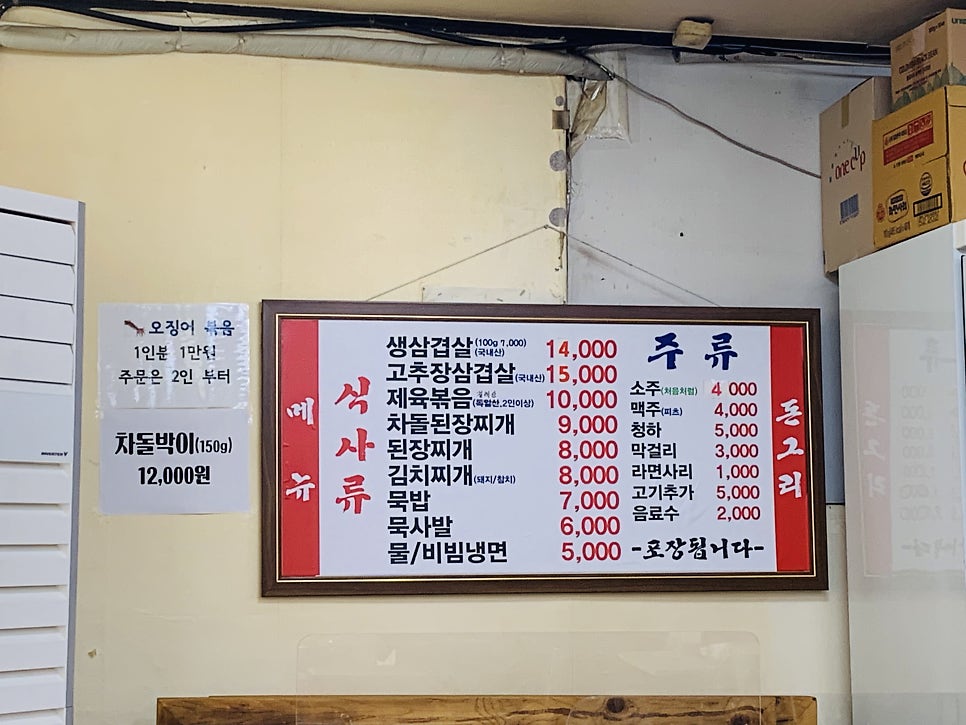 오징어 볶음
1인분 1만원
주문은 2인 부터
차돌박이(150g)
12,000원
메뉴
식사류
생삼겹살(100g 7,000)(국내산) 14,000
고추장삼겹살(국내산) 15,000
제육볶음(독일산,2인이상) 10,000
차돌된장찌개 9,000
된장찌개 8,000
김치찌개(돼지/참치) 8,000
묵밥 7,000
묵사발 6,000
물/비빔냉면 5,000
주류
소주(처음처럼) 4 000
맥주(피츠) 4,000
청하 5,000
막걸리 3,000
라면사리 1,000
고기추가 5,000
음료수 2,000
-포장됩니다-
돈그리
one cup
INVERTER V